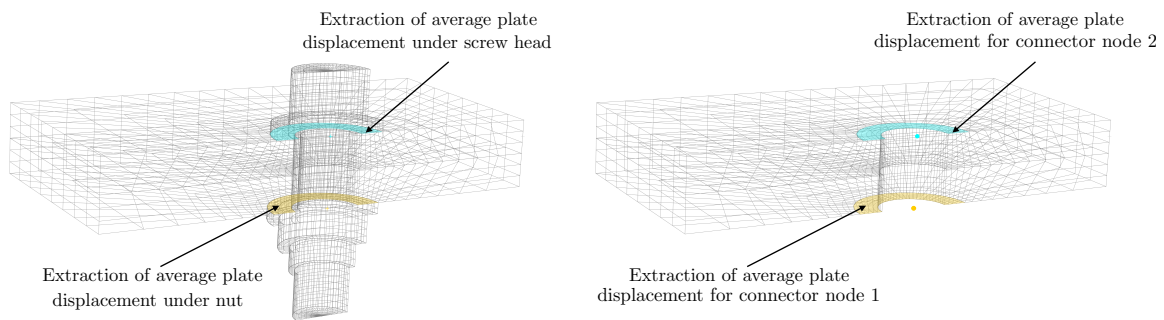 Extraction of average plate
displacement under screw head
Extraction of average plate
displacement under nut
Extraction of average plate
displacement for connector node 2
Extraction of average plate
displacement for connector node 1